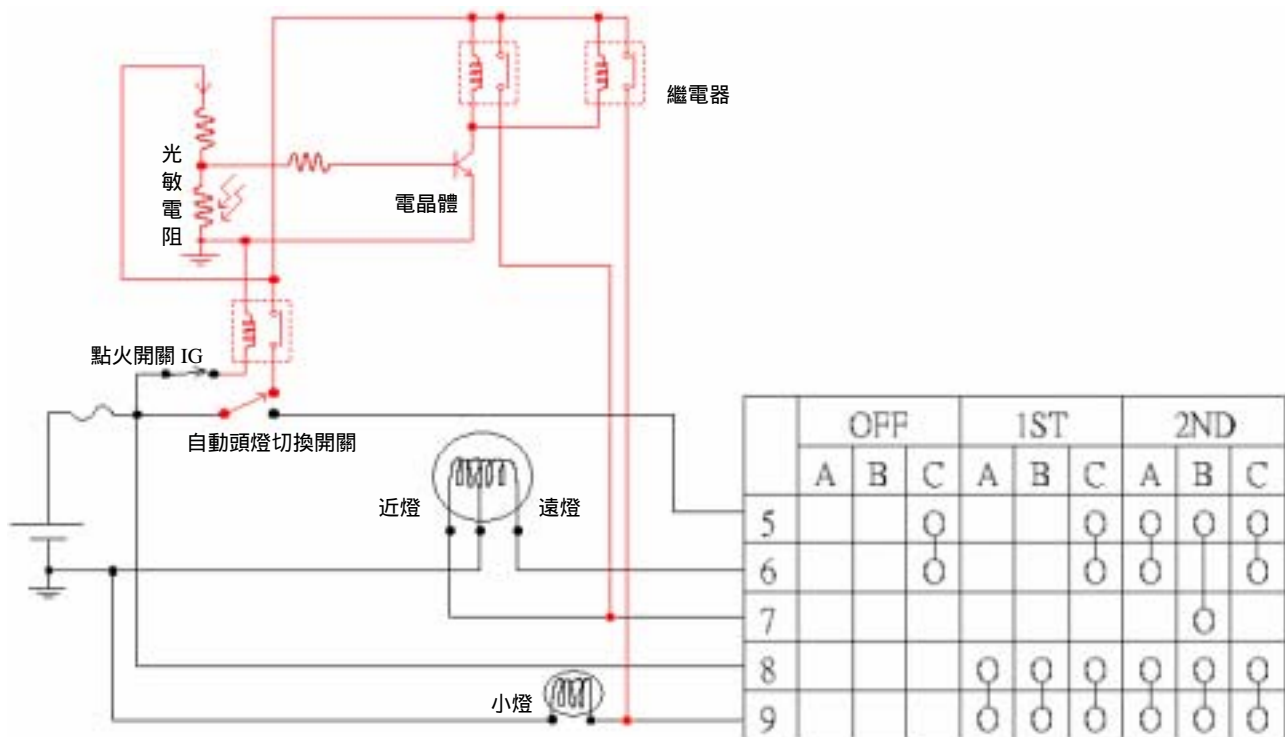 繼電器
光敏電阻
電晶體
點火開關 IG
自動頭燈切換開關
近燈
遠燈
小燈
OFF 1ST 2ND
A B C A B C A B C
5 O O O O O
6 O O O O
7 O
8 O O O O O O
9 O O O O O O